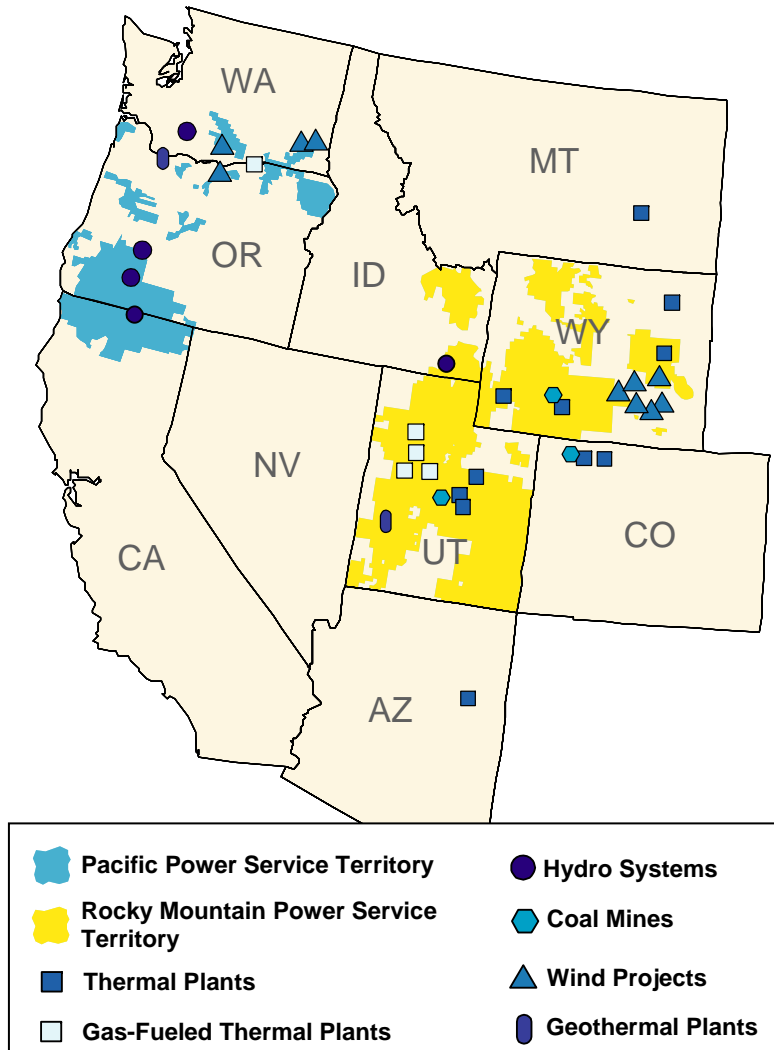 WA
MT
OR
ID
WY
NV
UT
CO
CA
AZ
Pacific Power Service Territory
Rocky Mountain Power Service
Territory
Thermal Plants
Gas-Fueled Thermal Plants
Hydro Systems
Coal Mines
Wind Projects
Geothermal Plants